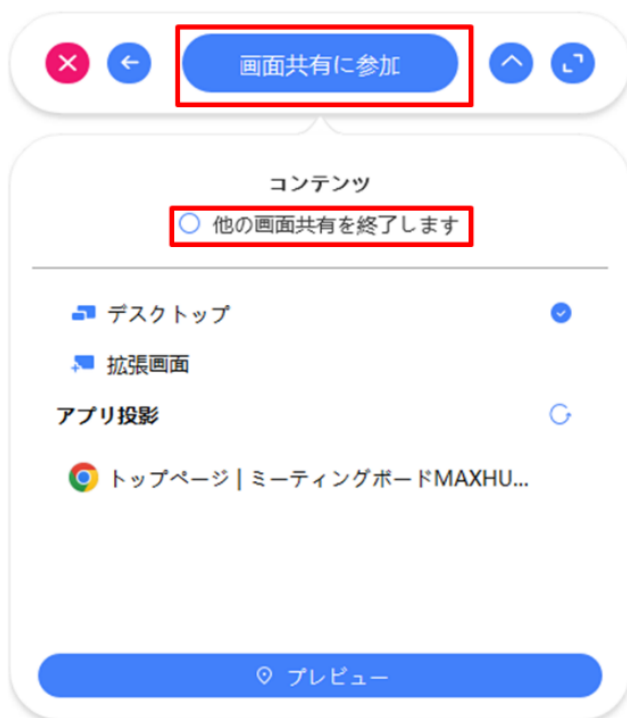 画面共有に参加
コンテンツ
他の画面共有を終了します
デスクトップ
拡張画面
アプリ投影
トップページ | ミーティングボードMAXHU...
プレビュー